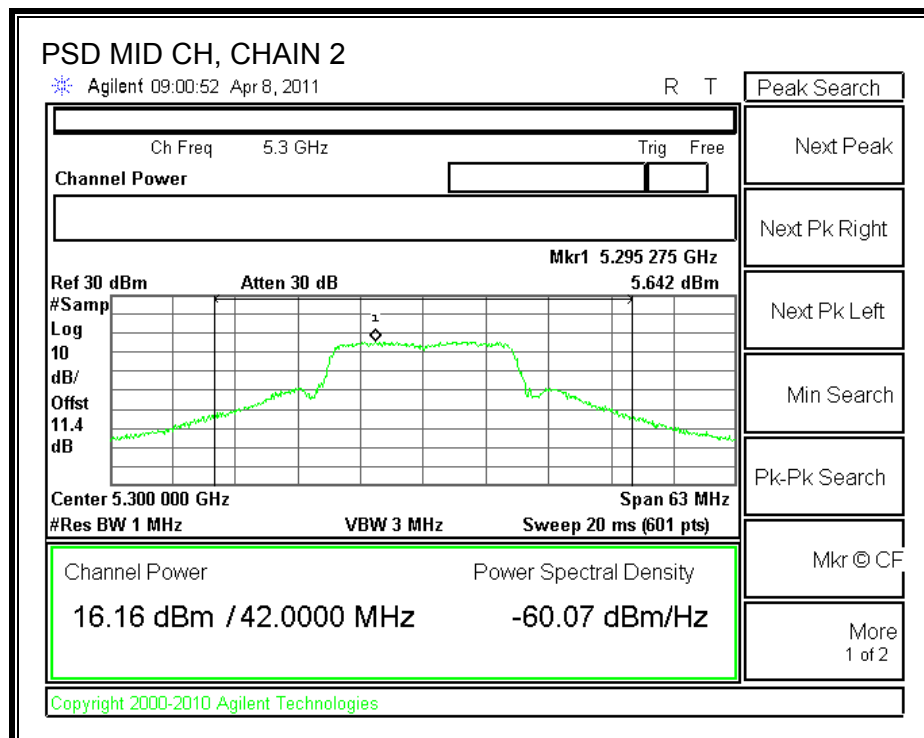 PSD MID CH, CHAIN 2
Agilent 09:00:52 Apr 8, 2011 R T
Peak Search
Ch Freq 5.3 GHz Trig Free
Channel Power
Mkr1 5.295 275 GHz
Ref 30 dBm Atten 30 dB 5.642 dBm
#Samp
Log
10
dB/
Offst
11.4
dB
1
Center 5.300 000 GHz Span 63 MHz
#Res BW 1 MHz VBW 3 MHz Sweep 20 ms (601 pts)
Channel Power Power Spectral Density
16.16 dBm / 42.0000 MHz -60.07 dBm/Hz
Copyright 2000-2010 Agilent Technologies
Next Peak
Next Pk Right
Next Pk Left
Min Search
Pk-Pk Search
Mkr © CF
More
1 of 2